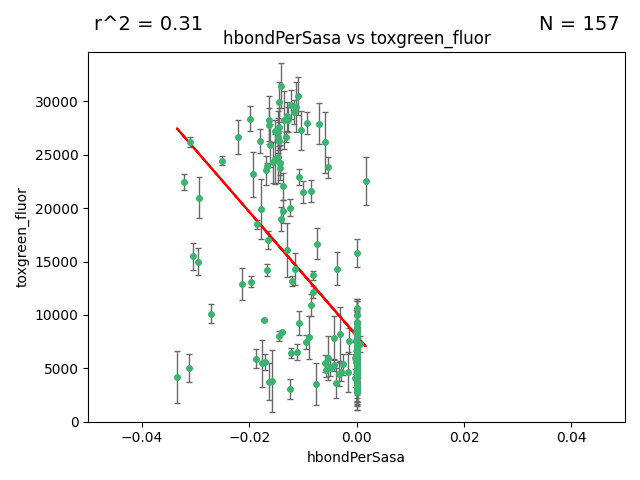 r^2 = 0.31
N = 157
hbondPerSasa vs toxgreen_fluor
30000
25000
20000
15000
10000
5000
0
toxgreen_fluor
−0.04
−0.02
0.00
0.02
0.04
hbondPerSasa